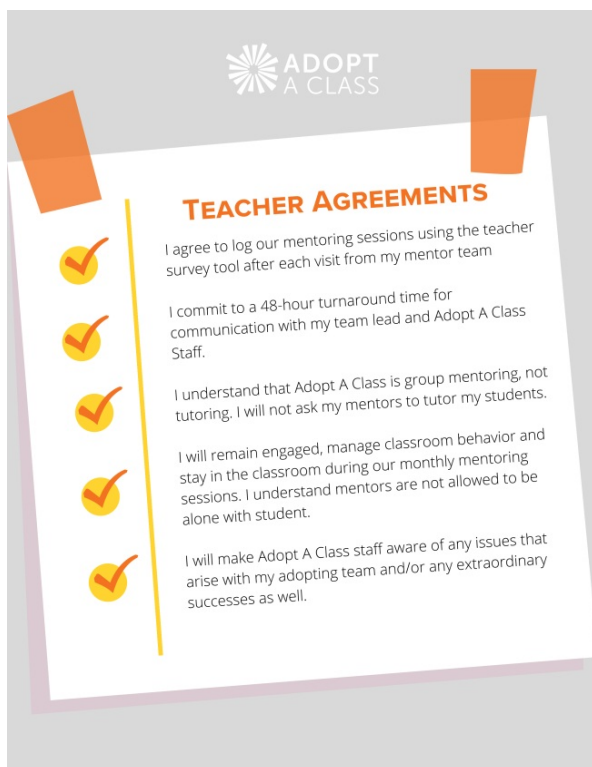 ADOPT
A CLASS
TEACHER AGREEMENTS
I agree to log our mentoring sessions using the teacher
survey tool after each visit from my mentor team
I commit to a 48-hour turnaround time for
communication with my team lead and Adopt A Class
Staff.
I understand that Adopt A Class is group mentoring, not
tutoring. I will not ask my mentors to tutor my students.
I will remain engaged, manage classroom behavior and
stay in the classroom during our monthly mentoring
sessions. I understand mentors are not allowed to be
alone with student.
I will make Adopt A Class staff aware of any issues that
arise with my adopting team and/or any extraordinary
successes as well.